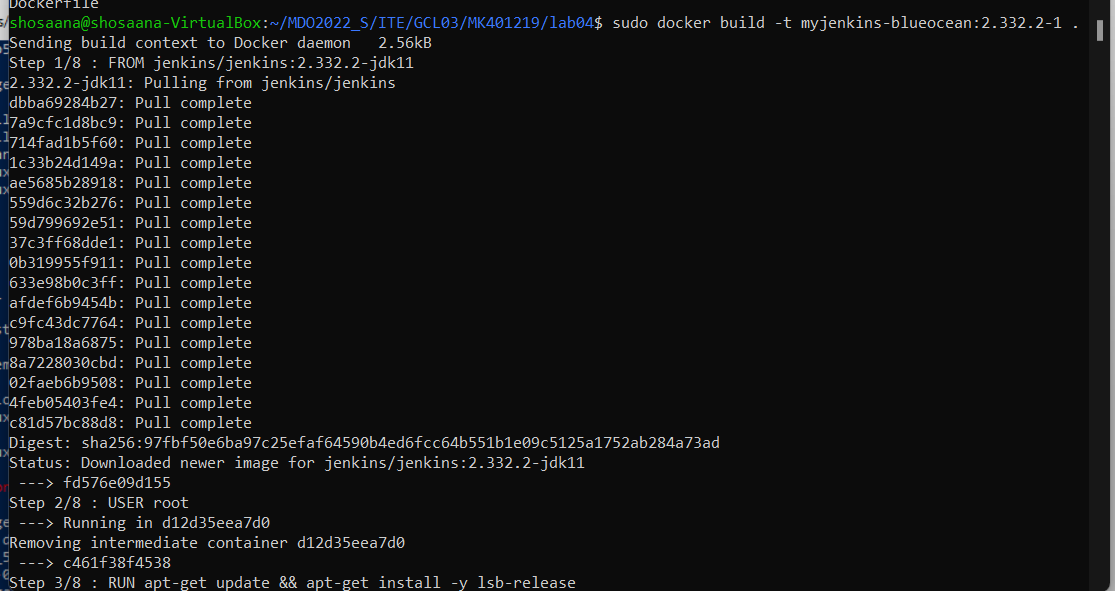 Dockerfile
shosaana@shosaana-VirtualBox:~/MDO2022_S/ITE/GCL03/MK401219/lab04$ sudo docker build -t myjenkins-blueocean:2.332.2-1 .
Sending build context to Docker daemon   2.56kB
Step 1/8 : FROM jenkins/jenkins:2.332.2-jdk11
2.332.2-jdk11: Pulling from jenkins/jenkins
dbba69284b27: Pull complete
7a9cfc1d8bc9: Pull complete
714fad1b5f60: Pull complete
1c33b24d149a: Pull complete
ae5685b28918: Pull complete
559d6c32b276: Pull complete
59d799692e51: Pull complete
37c3ff68dde1: Pull complete
0b319955f911: Pull complete
633e98b0c3ff: Pull complete
afdef6b9454b: Pull complete
c9fc43dc7764: Pull complete
978ba18a6875: Pull complete
8a7228030cbd: Pull complete
02faeb6b9508: Pull complete
4feb05403fe4: Pull complete
c81d57bc88d8: Pull complete
Digest: sha256:97fbf50e6ba97c25efaf64590b4ed6fcc64b551b1e09c5125a1752ab284a73ad
Status: Downloaded newer image for jenkins/jenkins:2.332.2-jdk11
 ---> fd576e09d155
Step 2/8 : USER root
 ---> Running in d12d35eea7d0
Removing intermediate container d12d35eea7d0
 ---> c461f38f4538
Step 3/8 : RUN apt-get update && apt-get install -y lsb-release